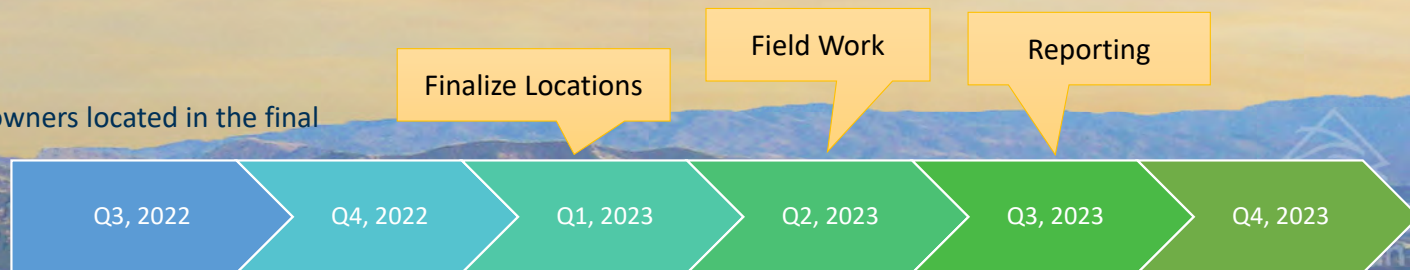 Field Work
Reporting
Finalize Locations
owners located in the final
Q3, 2022
Q4, 2022
Q1, 2023
Q2, 2023
Q3, 2023
Q4, 2023